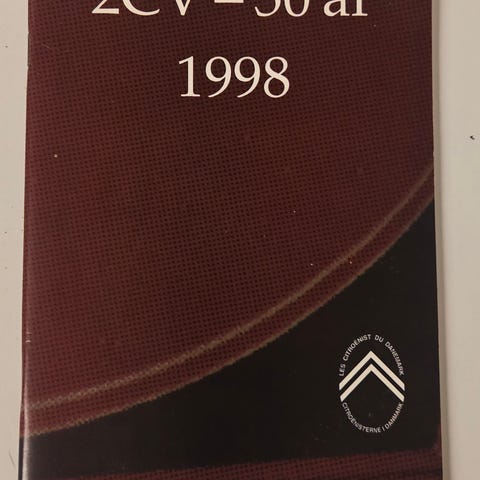 2CV – 50 år
1998
LES CITROËNIST DU DANEMARK
CITROËNISTERNE I DANMARK